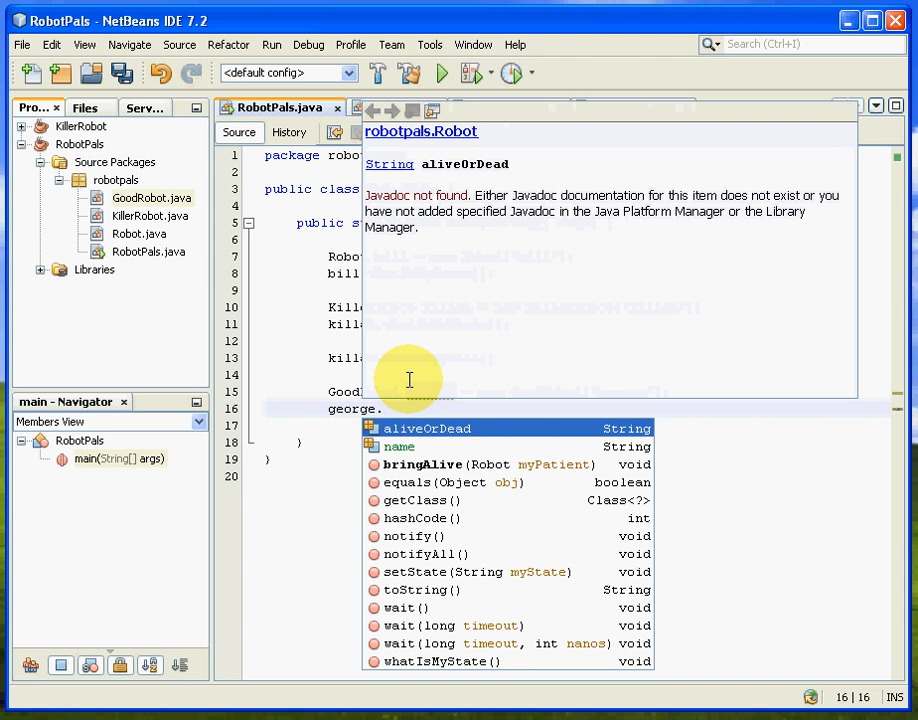 RobotPals - NetBeans IDE 7.2
File Edit View Navigate Source Refactor Run Debug Profile Team Tools Window Help
Search (Ctrl+I)
<default config>
Pro... Files Serv...
RobotPals.java
KillerRobot
RobotPals
Source Packages
robotpals
GoodRobot.java
KillerRobot.java
Robot.java
RobotPals.java
Libraries
main - Navigator
Members View
RobotPals
main(String[] args)
Source History
1 package robo
2
3 public class
4
5 public s
6
7 Robo
8 bill
9
10 Kill
11 kill
12
13 kill
14
15 Good
16 george.
17
18 }
19 }
20
robotpals.Robot
String aliveOrDead
Javadoc not found. Either Javadoc documentation for this item does not exist or you
have not added specified Javadoc in the Java Platform Manager or the Library
Manager.
aliveOrDead String
name String
bringAlive(Robot myPatient) void
equals(Object obj) boolean
getClass() Class<?>
hashCode() int
notify() void
notifyAll() void
setState(String myState) void
toString() String
wait() void
wait(long timeout) void
wait(long timeout, int nanos) void
whatIsMyState() void
16 | 16 INS